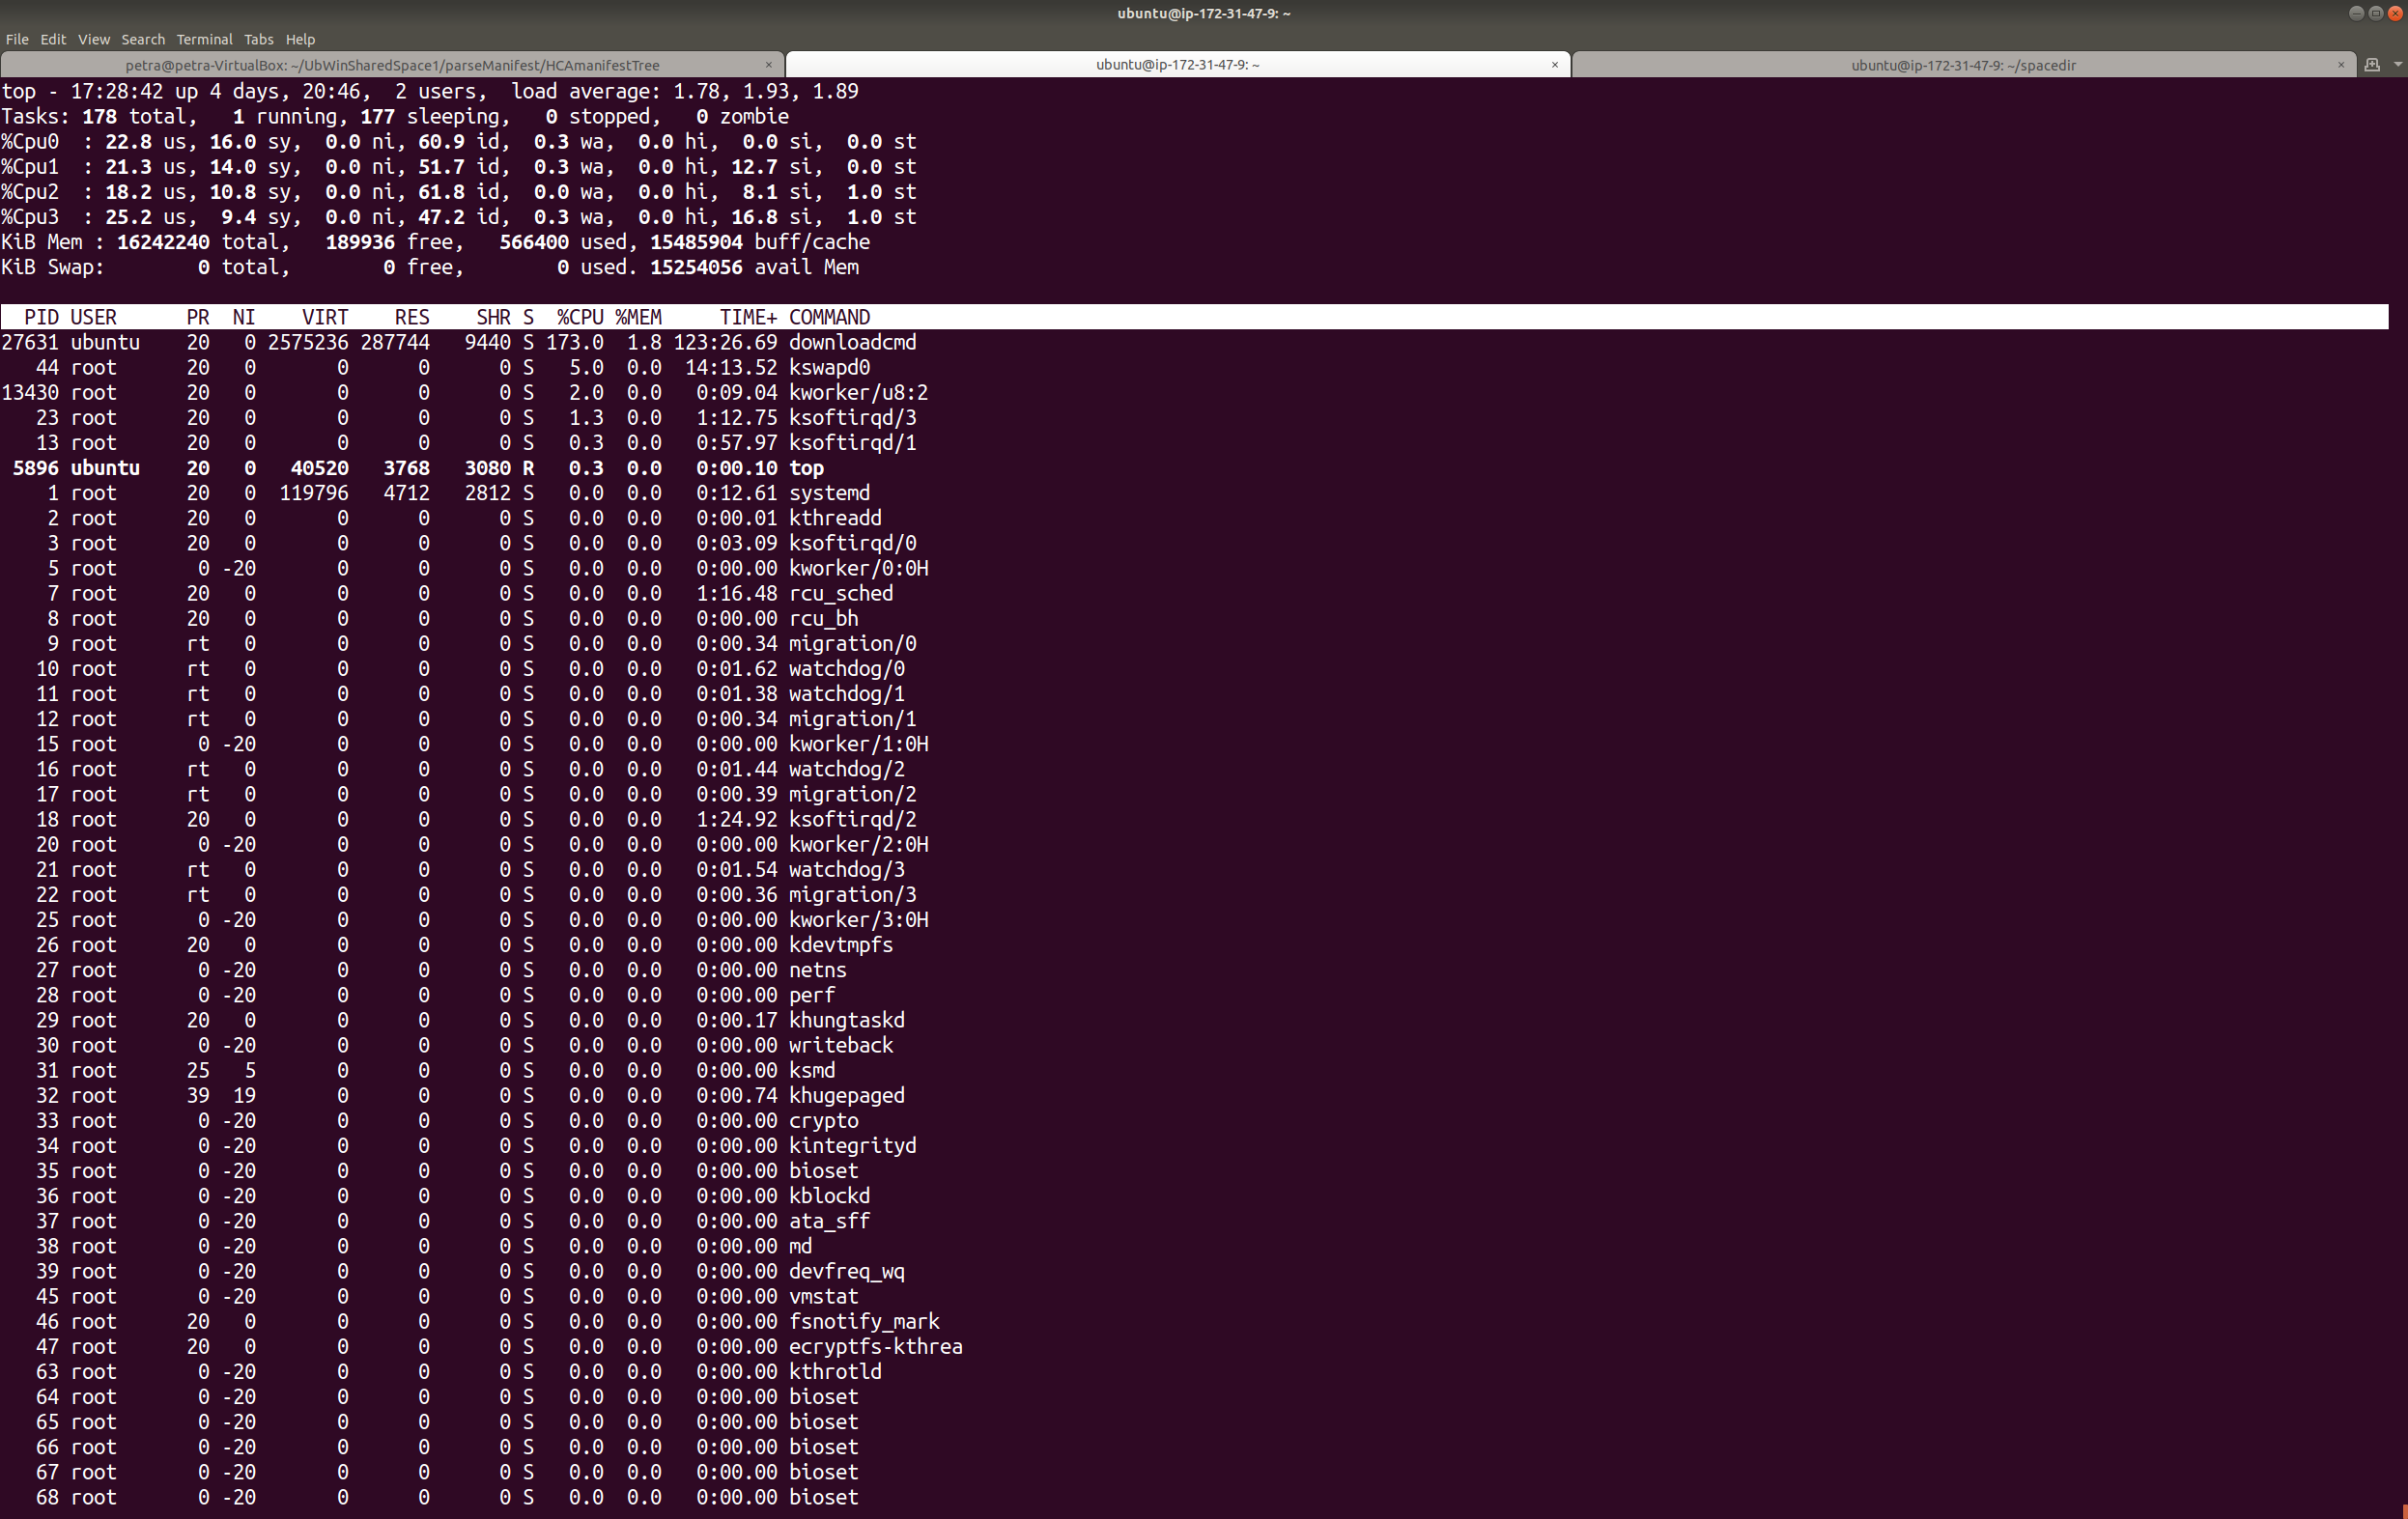 ubuntu@ip-172-31-47-9: ~
File Edit View Search Terminal Tabs Help
petra@petra-VirtualBox: ~/UbWinSharedSpace1/parseManifest/HCAmanifestTree × ubuntu@ip-172-31-47-9: ~ × ubuntu@ip-172-31-47-9: ~/spacedir ×
top - 17:28:42 up 4 days, 20:46,  2 users,  load average: 1.78, 1.93, 1.89
Tasks: 178 total,   1 running, 177 sleeping,   0 stopped,   0 zombie
%Cpu0  : 22.8 us, 16.0 sy,  0.0 ni, 60.9 id,  0.3 wa,  0.0 hi,  0.0 si,  0.0 st
%Cpu1  : 21.3 us, 14.0 sy,  0.0 ni, 51.7 id,  0.3 wa,  0.0 hi, 12.7 si,  0.0 st
%Cpu2  : 18.2 us, 10.8 sy,  0.0 ni, 61.8 id,  0.0 wa,  0.0 hi,  8.1 si,  1.0 st
%Cpu3  : 25.2 us,  9.4 sy,  0.0 ni, 47.2 id,  0.3 wa,  0.0 hi, 16.8 si,  1.0 st
KiB Mem : 16242240 total,   189936 free,   566400 used, 15485904 buff/cache
KiB Swap:        0 total,        0 free,        0 used. 15254056 avail Mem
PID USER PR NI VIRT RES SHR S %CPU %MEM TIME+ COMMAND
27631 ubuntu 20 0 2575236 287744 9440 S 173.0 1.8 123:26.69 downloadcmd
44 root 20 0 0 0 0 S 5.0 0.0 14:13.52 kswapd0
13430 root 20 0 0 0 0 S 2.0 0.0 0:09.04 kworker/u8:2
23 root 20 0 0 0 0 S 1.3 0.0 1:12.75 ksoftirqd/3
13 root 20 0 0 0 0 S 0.3 0.0 0:57.97 ksoftirqd/1
5896 ubuntu 20 0 40520 3768 3080 R 0.3 0.0 0:00.10 top
1 root 20 0 119796 4712 2812 S 0.0 0.0 0:12.61 systemd
2 root 20 0 0 0 0 S 0.0 0.0 0:00.01 kthreadd
3 root 20 0 0 0 0 S 0.0 0.0 0:03.09 ksoftirqd/0
5 root 0 -20 0 0 0 S 0.0 0.0 0:00.00 kworker/0:0H
7 root 20 0 0 0 0 S 0.0 0.0 1:16.48 rcu_sched
8 root 20 0 0 0 0 S 0.0 0.0 0:00.00 rcu_bh
9 root rt 0 0 0 0 S 0.0 0.0 0:00.34 migration/0
10 root rt 0 0 0 0 S 0.0 0.0 0:01.62 watchdog/0
11 root rt 0 0 0 0 S 0.0 0.0 0:01.38 watchdog/1
12 root rt 0 0 0 0 S 0.0 0.0 0:00.34 migration/1
15 root 0 -20 0 0 0 S 0.0 0.0 0:00.00 kworker/1:0H
16 root rt 0 0 0 0 S 0.0 0.0 0:01.44 watchdog/2
17 root rt 0 0 0 0 S 0.0 0.0 0:00.39 migration/2
18 root 20 0 0 0 0 S 0.0 0.0 1:24.92 ksoftirqd/2
20 root 0 -20 0 0 0 S 0.0 0.0 0:00.00 kworker/2:0H
21 root rt 0 0 0 0 S 0.0 0.0 0:01.54 watchdog/3
22 root rt 0 0 0 0 S 0.0 0.0 0:00.36 migration/3
25 root 0 -20 0 0 0 S 0.0 0.0 0:00.00 kworker/3:0H
26 root 20 0 0 0 0 S 0.0 0.0 0:00.00 kdevtmpfs
27 root 0 -20 0 0 0 S 0.0 0.0 0:00.00 netns
28 root 0 -20 0 0 0 S 0.0 0.0 0:00.00 perf
29 root 20 0 0 0 0 S 0.0 0.0 0:00.17 khungtaskd
30 root 0 -20 0 0 0 S 0.0 0.0 0:00.00 writeback
31 root 25 5 0 0 0 S 0.0 0.0 0:00.00 ksmd
32 root 39 19 0 0 0 S 0.0 0.0 0:00.74 khugepaged
33 root 0 -20 0 0 0 S 0.0 0.0 0:00.00 crypto
34 root 0 -20 0 0 0 S 0.0 0.0 0:00.00 kintegrityd
35 root 0 -20 0 0 0 S 0.0 0.0 0:00.00 bioset
36 root 0 -20 0 0 0 S 0.0 0.0 0:00.00 kblockd
37 root 0 -20 0 0 0 S 0.0 0.0 0:00.00 ata_sff
38 root 0 -20 0 0 0 S 0.0 0.0 0:00.00 md
39 root 0 -20 0 0 0 S 0.0 0.0 0:00.00 devfreq_wq
45 root 0 -20 0 0 0 S 0.0 0.0 0:00.00 vmstat
46 root 20 0 0 0 0 S 0.0 0.0 0:00.00 fsnotify_mark
47 root 20 0 0 0 0 S 0.0 0.0 0:00.00 ecryptfs-kthrea
63 root 0 -20 0 0 0 S 0.0 0.0 0:00.00 kthrotld
64 root 0 -20 0 0 0 S 0.0 0.0 0:00.00 bioset
65 root 0 -20 0 0 0 S 0.0 0.0 0:00.00 bioset
66 root 0 -20 0 0 0 S 0.0 0.0 0:00.00 bioset
67 root 0 -20 0 0 0 S 0.0 0.0 0:00.00 bioset
68 root 0 -20 0 0 0 S 0.0 0.0 0:00.00 bioset